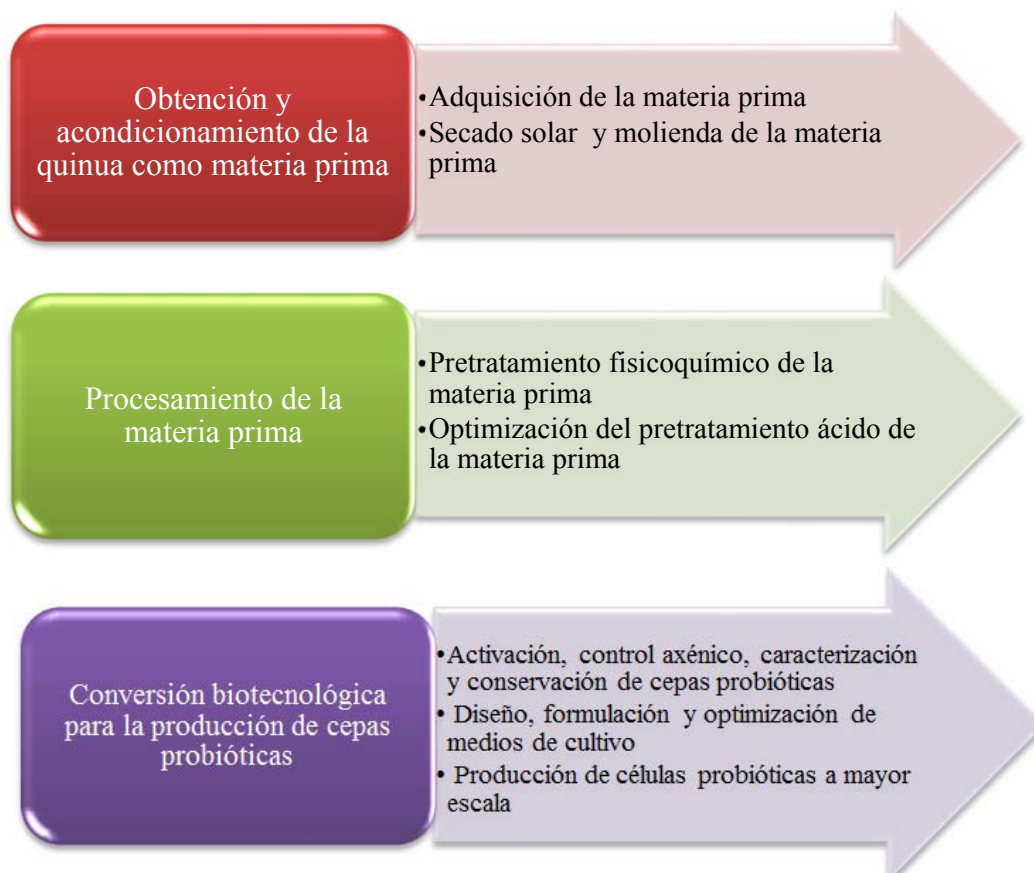 Obtención y
acondicionamiento de la
quinua como materia prima
•Adquisición de la materia prima
•Secado solar y molienda de la materia
prima
Procesamiento de la
materia prima
•Pretratamiento fisicoquímico de la
materia prima
•Optimización del pretratamiento ácido de
la materia prima
Conversión biotecnológica
para la producción de cepas
probióticas
• Activación, control axénico, caracterización
y conservación de cepas probióticas
• Diseño, formulación y optimización de
medios de cultivo
• Producción de células probióticas a mayor
escala